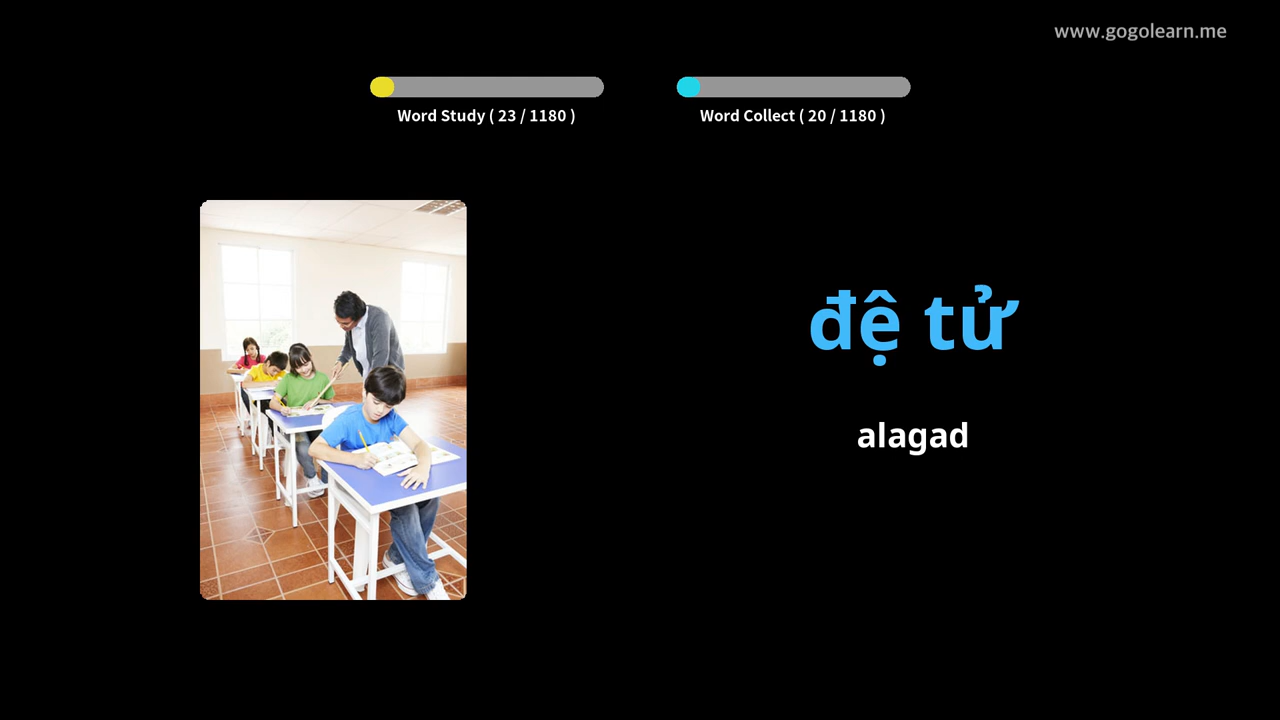 www.gogolearn.me
Word Study ( 23 / 1180 )
Word Collect ( 20 / 1180 )
đệ tử
alagad